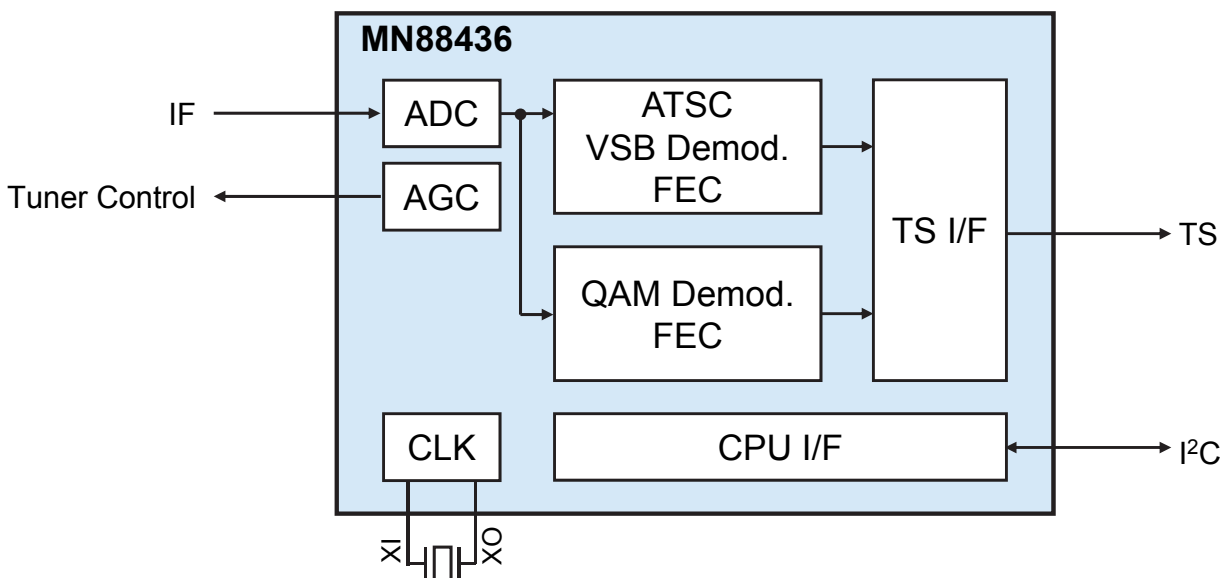 MN88436
IF
ADC
ATSC
VSB Demod.
FEC
Tuner Control
AGC
TS I/F
TS
QAM Demod.
FEC
CLK
CPU I/F
I²C
XI
XO